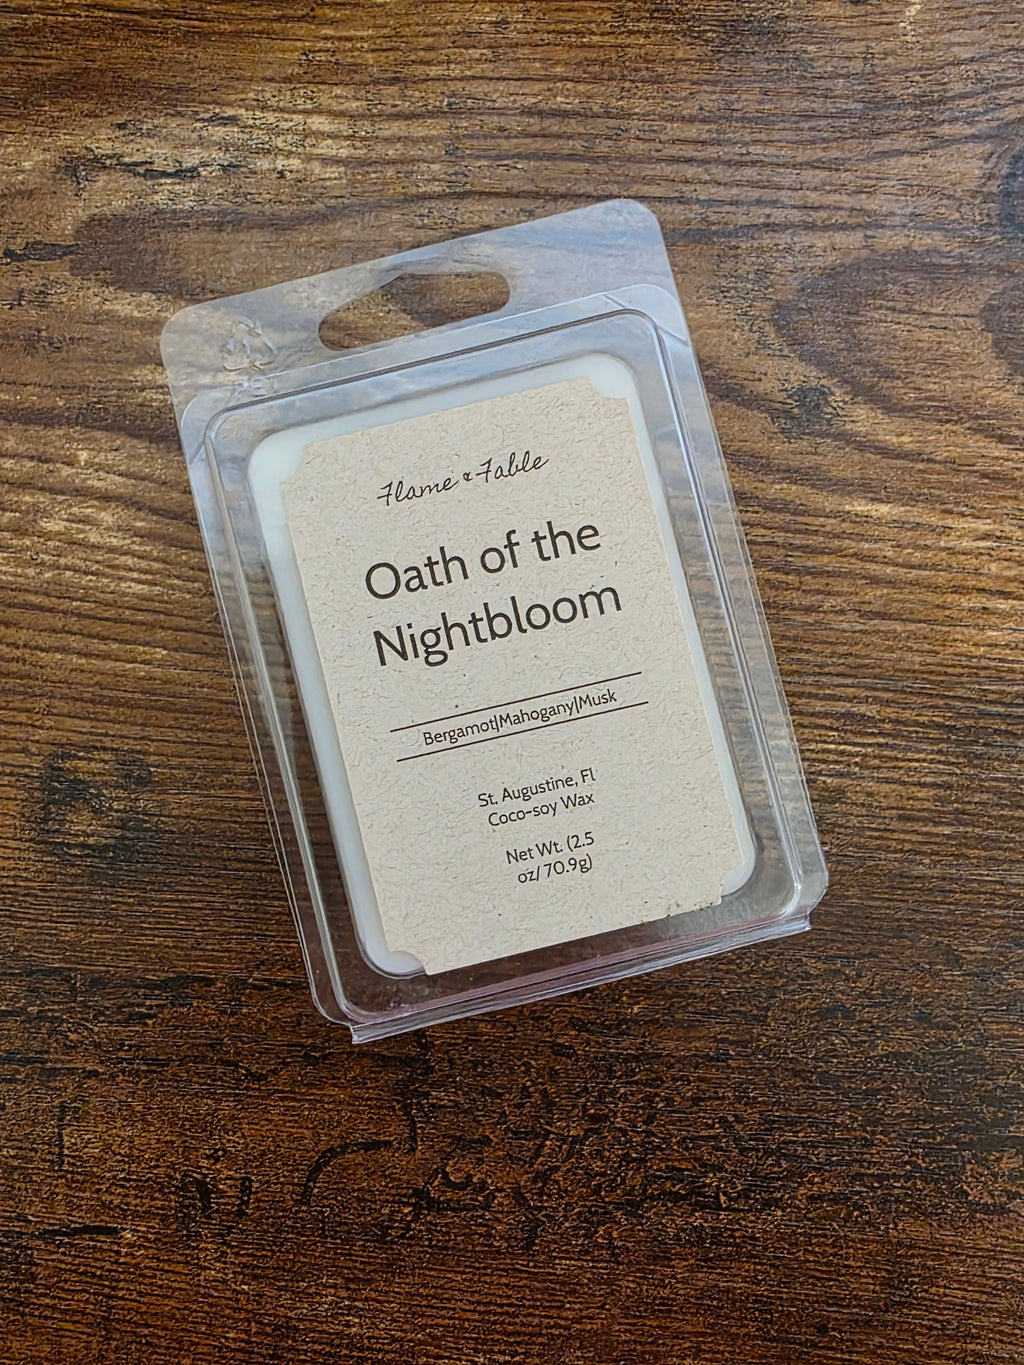 Flame & Fable
Oath of the
Nightbloom
Bergamot|Mahogany|Musk
St. Augustine, Fl
Coco-soy Wax
Net Wt. (2.5
oz/ 70.9g)